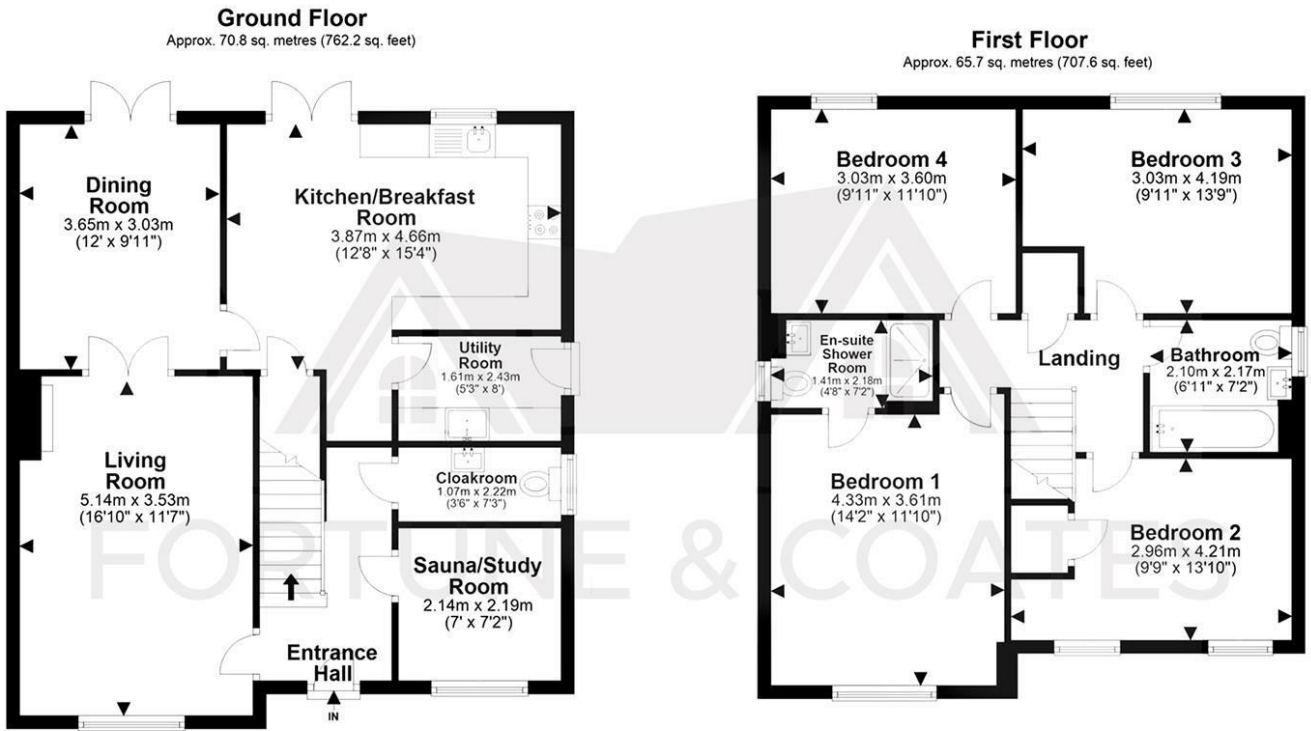 Ground Floor
Approx. 70.8 sq. metres (762.2 sq. feet)
Dining
Room
3.65m x 3.03m
(12' x 9'11")
Kitchen/Breakfast
Room
3.87m x 4.66m
(12'8" x 15'4")
Utility
Room
1.61m x 2.43m
(5'3" x 8')
Living
Room
5.14m x 3.53m
(16'10" x 11'7")
Cloakroom
1.07m x 2.22m
(3'6" x 7'3")
Sauna/Study
Room
2.14m x 2.19m
(7' x 7'2")
Entrance
Hall
IN
First Floor
Approx. 65.7 sq. metres (707.6 sq. feet)
Bedroom 4
3.03m x 3.60m
(9'11" x 11'10")
Bedroom 3
3.03m x 4.19m
(9'11" x 13'9")
En-suite
Shower
Room
1.41m x 2.18m
(4'8" x 7'2")
Landing
Bathroom
2.10m x 2.17m
(6'11" x 7'2")
Bedroom 1
4.33m x 3.61m
(14'2" x 11'10")
Bedroom 2
2.96m x 4.21m
(9'9" x 13'10")
FORTUNE & COATES